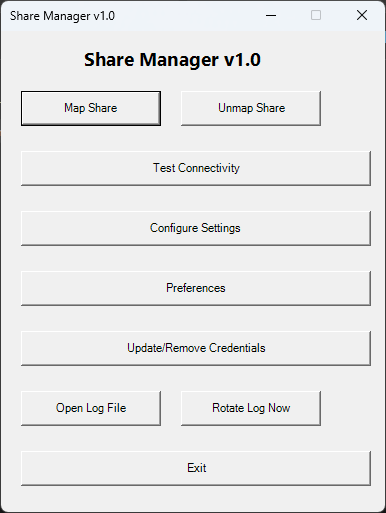 Share Manager v1.0
Share Manager v1.0
Map Share
Unmap Share
Test Connectivity
Configure Settings
Preferences
Update/Remove Credentials
Open Log File
Rotate Log Now
Exit